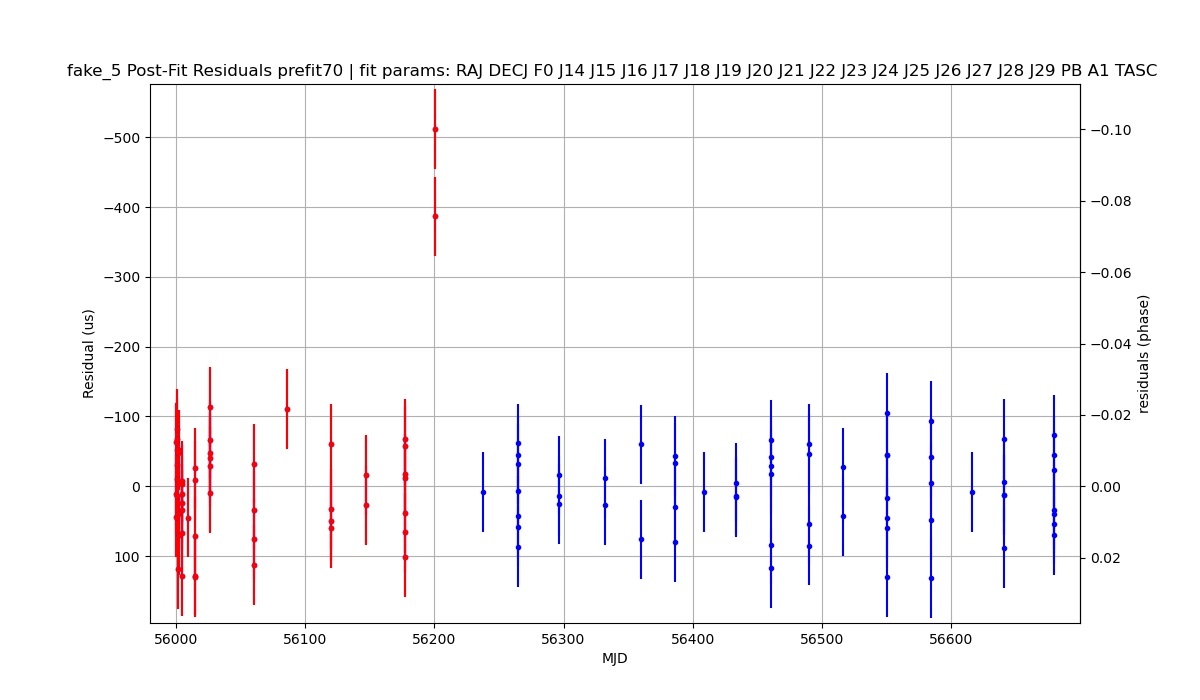 fake_5 Post-Fit Residuals prefit70 | fit params: RAJ DECJ F0 J14 J15 J16 J17 J18 J19 J20 J21 J22 J23 J24 J25 J26 J27 J28 J29 PB A1 TASC
−500
−400
−300
−200
−100
0
100
Residual (us)
−0.10
−0.08
−0.06
−0.04
−0.02
0.00
0.02
residuals (phase)
56000 56100 56200 56300 56400 56500 56600
MJD